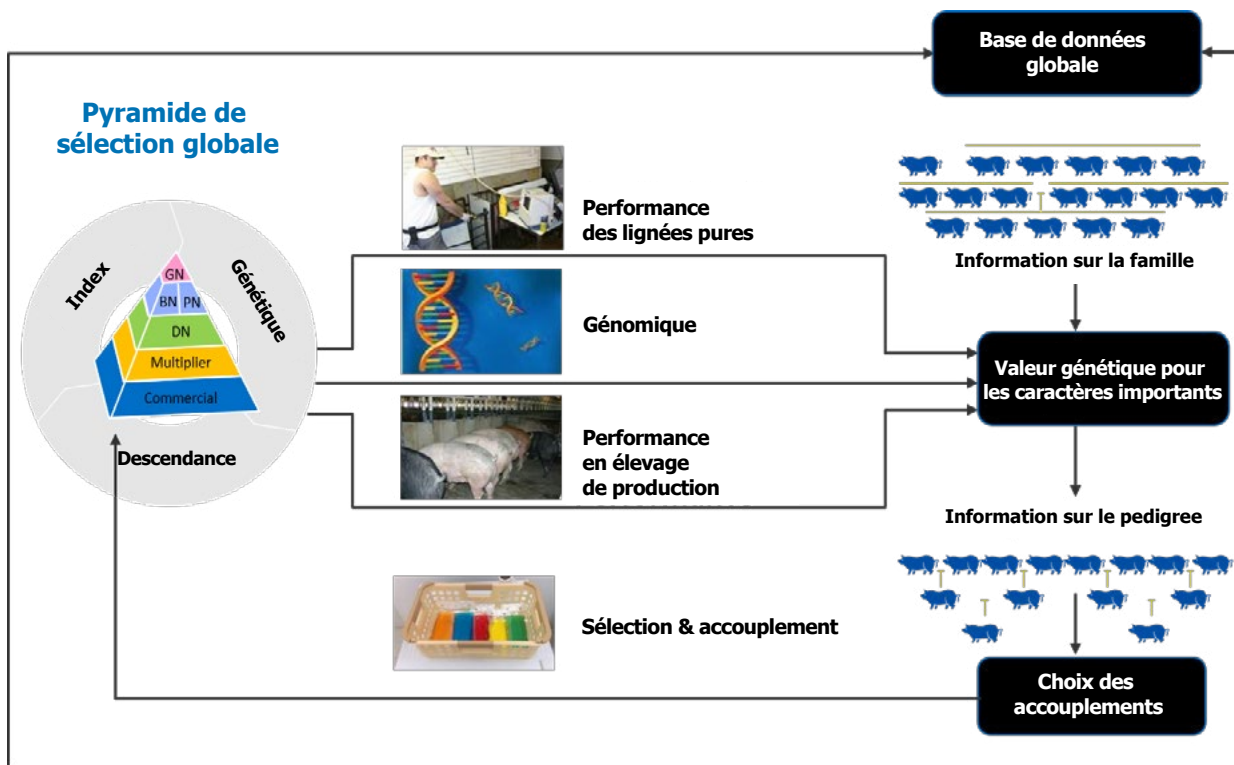 Base de données
globale
Pyramide de
sélection globale
Performance
des lignées pures
Information sur la famille
Index
Génétique
GN
BN PN
DN
Multiplier
Commercial
Descendance
Génomique
Valeur génétique pour
les caractères importants
Performance
en élevage
de production
Information sur le pedigree
Sélection & accouplement
Choix des
accouplements